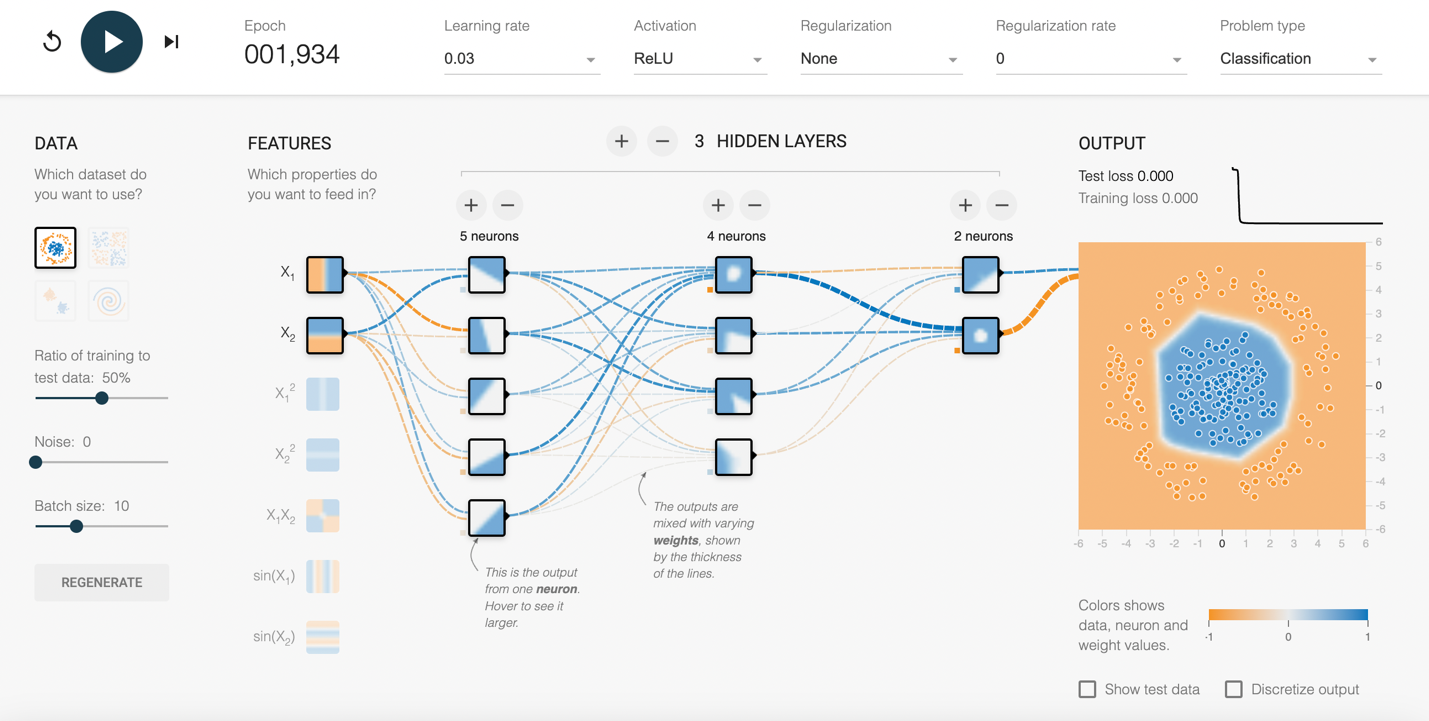 Epoch
001,934
Learning rate
0.03
Activation
ReLU
Regularization
None
Regularization rate
0
Problem type
Classification
DATA
Which dataset do
you want to use?
Ratio of training to
test data: 50%
Noise: 0
Batch size: 10
REGENERATE
FEATURES
Which properties do
you want to feed in?
X₁
X₂
X₁²
X₂²
X₁X₂
sin(X₁)
sin(X₂)
+ − 3 HIDDEN LAYERS
+ −
5 neurons
+ −
4 neurons
+ −
2 neurons
This is the output
from one neuron.
Hover to see it
larger.
The outputs are
mixed with varying
weights, shown
by the thickness
of the lines.
OUTPUT
Test loss 0.000
Training loss 0.000
6
5
4
3
2
1
0
-1
-2
-3
-4
-5
-6
-6 -5 -4 -3 -2 -1 0 1 2 3 4 5 6
Colors shows
data, neuron and
weight values.
-1 0 1
Show test data
Discretize output